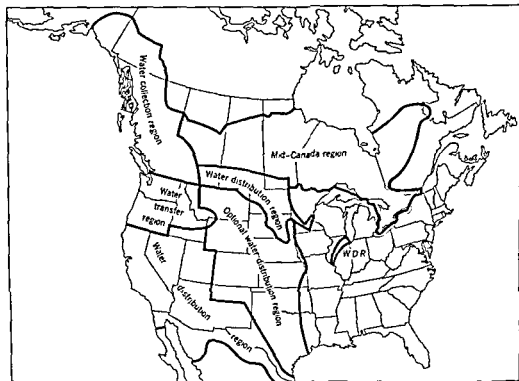 Water collection region
Mid-Canada region
Water distribution region
Water
transfer
region
Optional water distribution region
WDR
Water
distribution
region